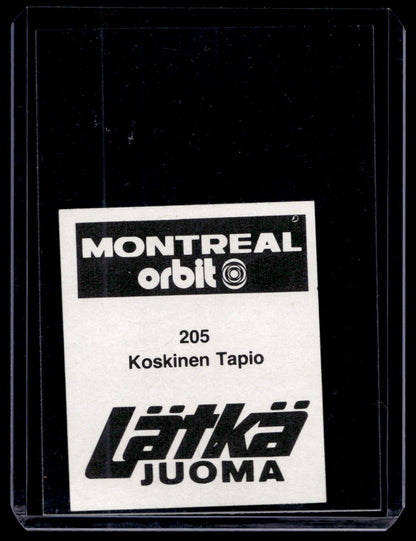 MONTREAL
orbit
205
Koskinen Tapio
Lätkä
JUOMA